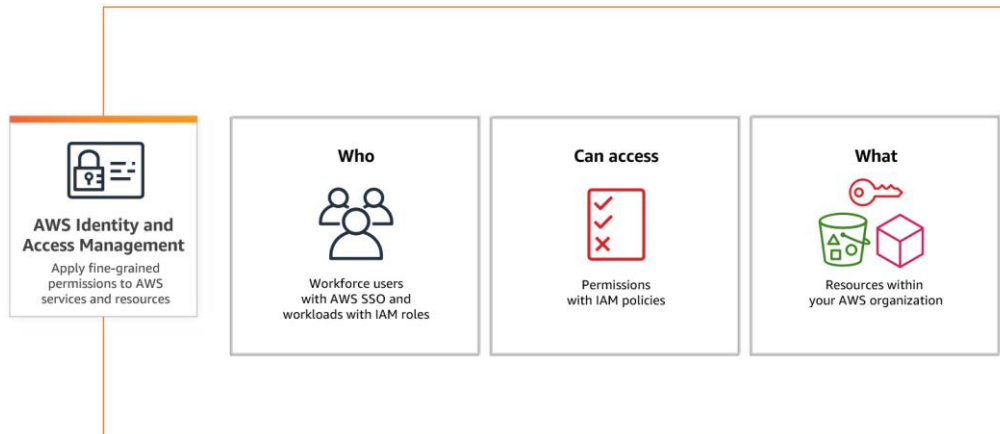 AWS Identity and
Access Management
Apply fine-grained
permissions to AWS
services and resources
Who
Workforce users
with AWS SSO and
workloads with IAM roles
Can access
Permissions
with IAM policies
What
Resources within
your AWS organization